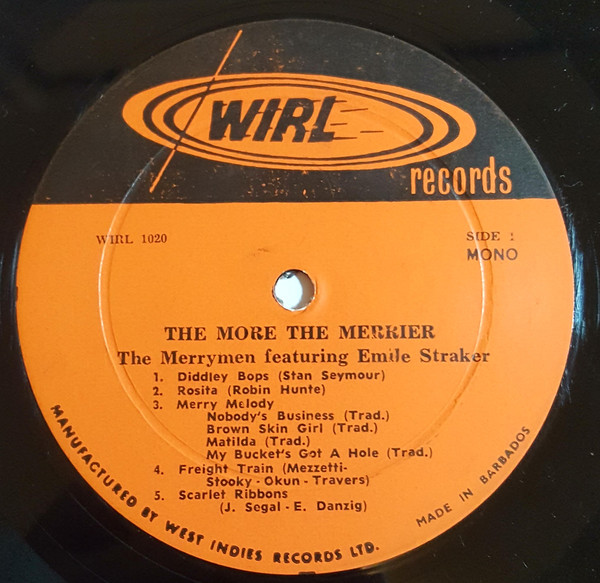 WIRL
records
WIRL 1020
SIDE 1
MONO
THE MORE THE MERRIER
The Merrymen featuring Emile Straker
1. Diddley Bops (Stan Seymour)
2. Rosita (Robin Hunte)
3. Merry Melody
Nobody's Business (Trad.)
Brown Skin Girl (Trad.)
Matilda (Trad.)
My Bucket's Got A Hole (Trad.)
4. Freight Train (Mezzetti-
Stooky - Okun - Travers)
5. Scarlet Ribbons
(J. Segal - E. Danzig)
MANUFACTURED BY WEST INDIES RECORDS LTD.
MADE IN BARBADOS